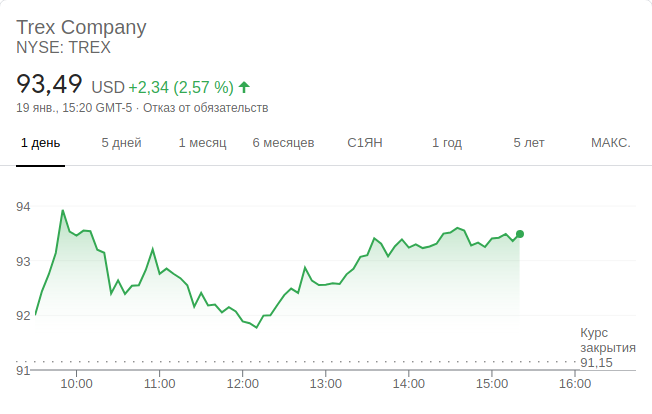 Trex Company
NYSE: TREX
93,49 USD +2,34 (2,57 %)
19 янв., 15:20 GMT-5 · Отказ от обязательств
1 день 5 дней 1 месяц 6 месяцев С1ЯН 1 год 5 лет МАКС.
94
93
92
Курс
закрытия
91,15
91
10:00 11:00 12:00 13:00 14:00 15:00 16:00